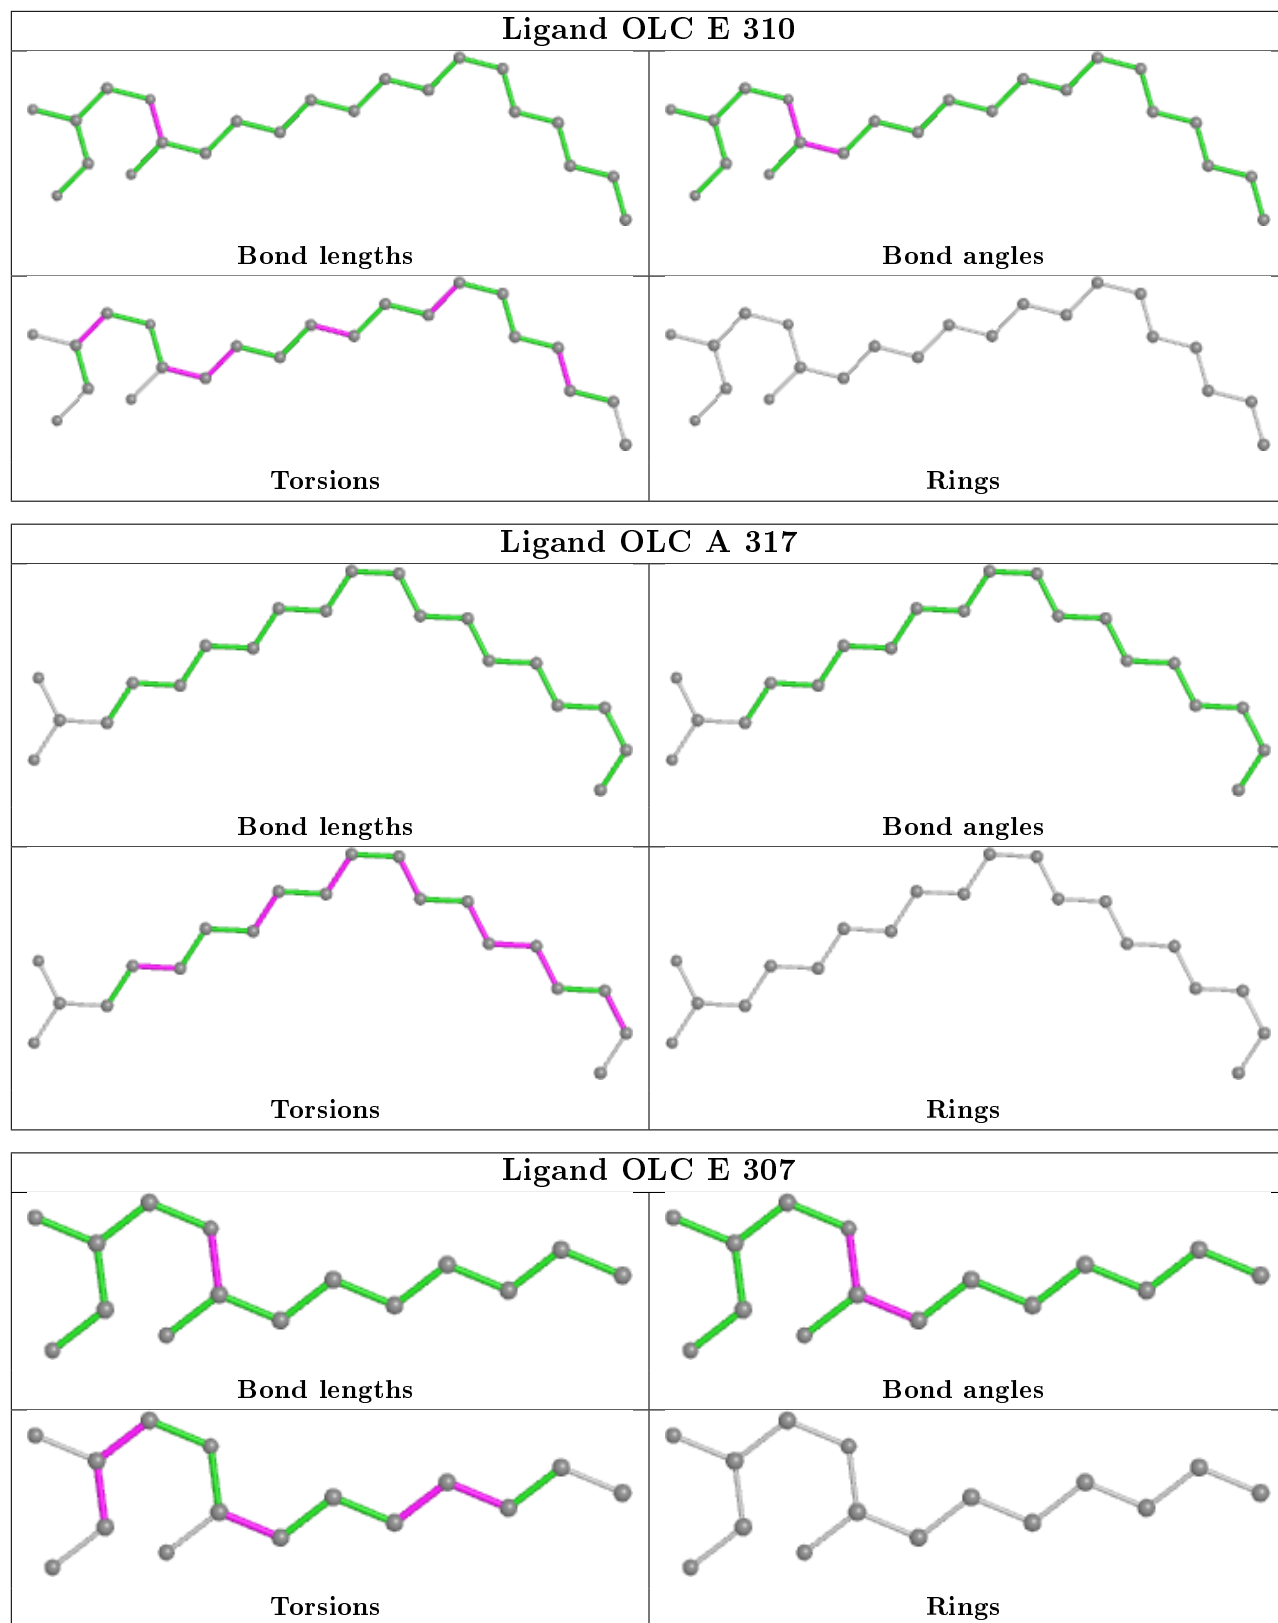 Ligand OLC E 310
Bond lengths
Bond angles
Torsions
Rings
Ligand OLC A 317
Bond lengths
Bond angles
Torsions
Rings
Ligand OLC E 307
Bond lengths
Bond angles
Torsions
Rings